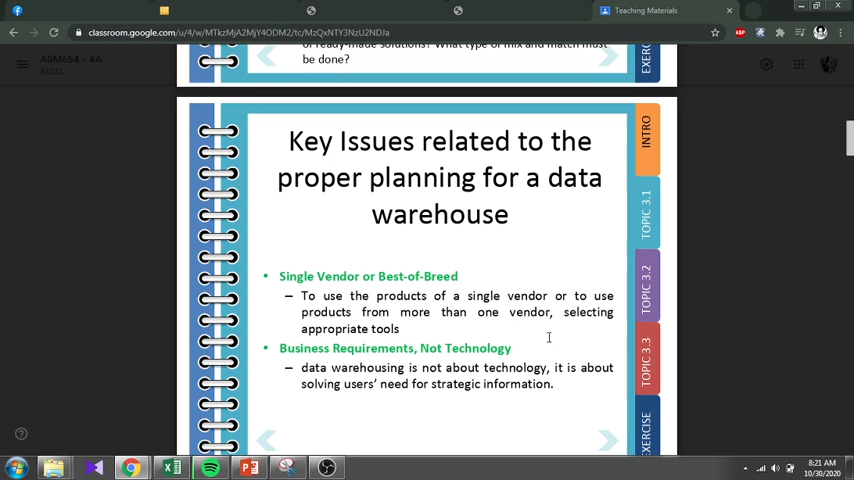 Teaching Materials
classroom.google.com/u/4/w/MTkzMjA2MjY4ODM2/tc/MzQxNTY3NzU2NDJa
ASM654 - 4A
BA232
of ready-made solutions? What type of mix and match must
be done?
EXERC
Key Issues related to the
proper planning for a data
warehouse
• Single Vendor or Best-of-Breed
– To use the products of a single vendor or to use
products from more than one vendor, selecting
appropriate tools
• Business Requirements, Not Technology
– data warehousing is not about technology, it is about
solving users’ need for strategic information.
INTRO
TOPIC 3.1
TOPIC 3.2
TOPIC 3.3
EXERCISE
8:21 AM
10/30/2020